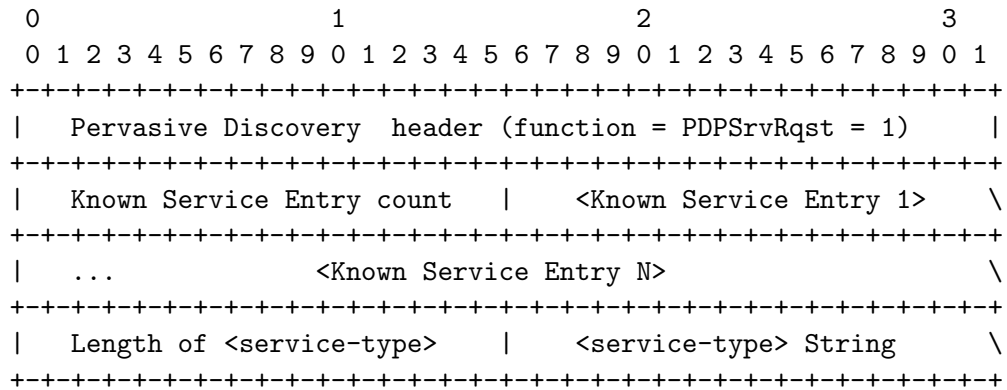 0                   1                   2                   3
 0 1 2 3 4 5 6 7 8 9 0 1 2 3 4 5 6 7 8 9 0 1 2 3 4 5 6 7 8 9 0 1
+-+-+-+-+-+-+-+-+-+-+-+-+-+-+-+-+-+-+-+-+-+-+-+-+-+-+-+-+-+-+-+-+
|   Pervasive Discovery  header (function = PDPSrvRqst = 1)     |
+-+-+-+-+-+-+-+-+-+-+-+-+-+-+-+-+-+-+-+-+-+-+-+-+-+-+-+-+-+-+-+-+
|   Known Service Entry count   |    <Known Service Entry 1>    \
+-+-+-+-+-+-+-+-+-+-+-+-+-+-+-+-+-+-+-+-+-+-+-+-+-+-+-+-+-+-+-+-+
|   ...             <Known Service Entry N>                     \
+-+-+-+-+-+-+-+-+-+-+-+-+-+-+-+-+-+-+-+-+-+-+-+-+-+-+-+-+-+-+-+-+
|   Length of <service-type>    |    <service-type> String      \
+-+-+-+-+-+-+-+-+-+-+-+-+-+-+-+-+-+-+-+-+-+-+-+-+-+-+-+-+-+-+-+-+